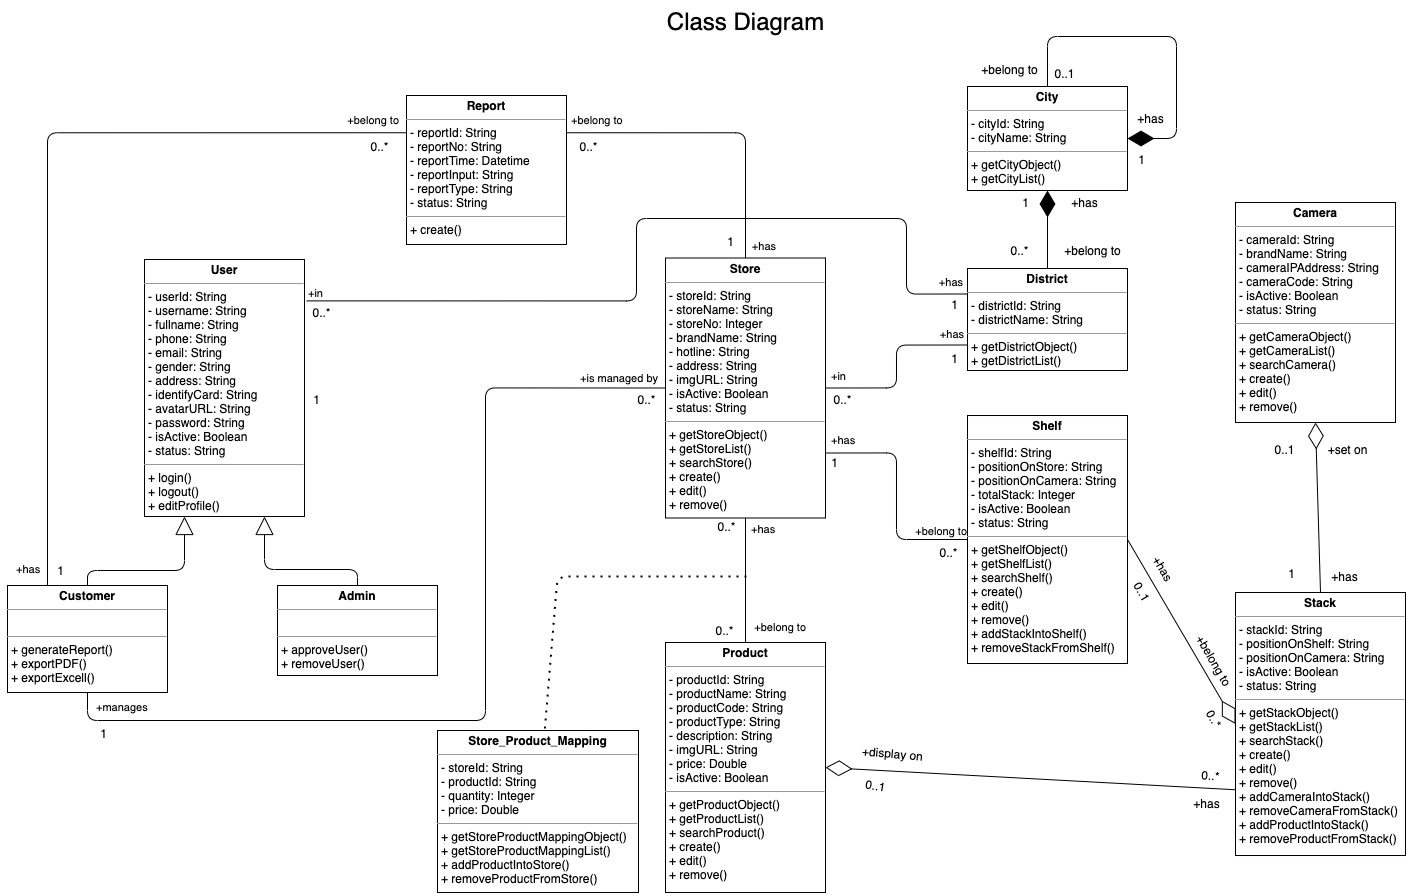 Class Diagram
+belong to
0..1
City
- cityId: String
- cityName: String
+ getCityObject()
+ getCityList()
+has
1
1
+has
0..*
+belong to
Report
- reportId: String
- reportNo: String
- reportTime: Datetime
- reportInput: String
- reportType: String
- status: String
+ create()
+belong to
0..*
+belong to
0..*
1
+has
User
- userId: String
- username: String
- fullname: String
- phone: String
- email: String
- gender: String
- address: String
- identifyCard: String
- avatarURL: String
- password: String
- isActive: Boolean
- status: String
+ login()
+ logout()
+ editProfile()
+in
0..*
1
Store
- storeId: String
- storeName: String
- storeNo: Integer
- brandName: String
- hotline: String
- address: String
- imgURL: String
- isActive: Boolean
- status: String
+ getStoreObject()
+ getStoreList()
+ searchStore()
+ create()
+ edit()
+ remove()
+is managed by
0..*
+in
0..*
+has
1
0..*
+has
District
- districtId: String
- districtName: String
+ getDistrictObject()
+ getDistrictList()
+has
1
+has
1
Camera
- cameraId: String
- brandName: String
- cameraIPAddress: String
- cameraCode: String
- isActive: Boolean
- status: String
+ getCameraObject()
+ getCameraList()
+ searchCamera()
+ create()
+ edit()
+ remove()
0..1
+set on
1
+has
Shelf
- shelfId: String
- positionOnStore: String
- positionOnCamera: String
- totalStack: Integer
- isActive: Boolean
- status: String
+ getShelfObject()
+ getShelfList()
+ searchShelf()
+ create()
+ edit()
+ remove()
+ addStackIntoShelf()
+ removeStackFromShelf()
+belong to
0..*
+has
0..1
+belong to
0..*
+has
1
Customer
+ generateReport()
+ exportPDF()
+ exportExcell()
+manages
1
Admin
+ approveUser()
+ removeUser()
Stack
- stackId: String
- positionOnShelf: String
- positionOnCamera: String
- isActive: Boolean
- status: String
+ getStackObject()
+ getStackList()
+ searchStack()
+ create()
+ edit()
+ remove()
+ addCameraIntoStack()
+ removeCameraFromStack()
+ addProductIntoStack()
+ removeProductFromStack()
0..*
+belong to
Product
- productId: String
- productName: String
- productCode: String
- productType: String
- description: String
- imgURL: String
- price: Double
- isActive: Boolean
+ getProductObject()
+ getProductList()
+ searchProduct()
+ create()
+ edit()
+ remove()
+display on
0..1
0..*
+has
Store_Product_Mapping
- storeId: String
- productId: String
- quantity: Integer
- price: Double
+ getStoreProductMappingObject()
+ getStoreProductMappingList()
+ addProductIntoStore()
+ removeProductFromStore()